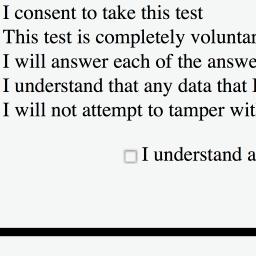 I consent to take this test
This test is completely
I will answer each of the answe
I understand that any data that
I will not attempt to tamper wit
I understand a